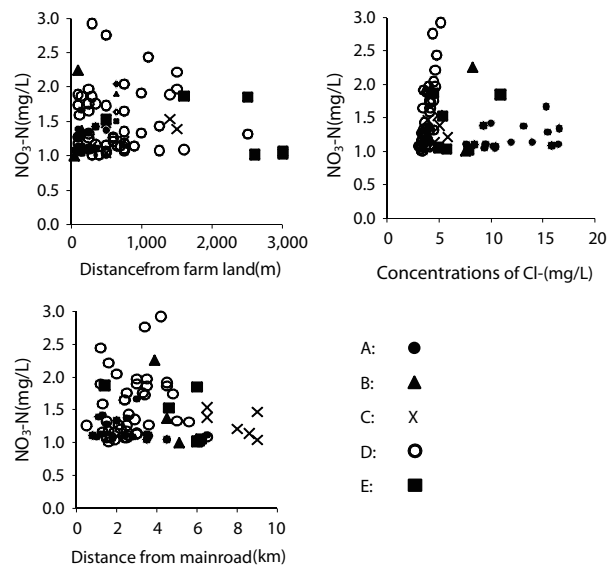 3.0
2.5
2.0
1.5
1.0
0.5
0.0
NO3-N(mg/L)
0 1,000 2,000 3,000
Distancefrom farm land(m)
3.0
2.5
2.0
1.5
1.0
0.5
0.0
NO3-N(mg/L)
0 5 10 15 20
Concentrations of Cl-(mg/L)
3.0
2.5
2.0
1.5
1.0
0.5
0.0
NO3-N(mg/L)
0 2 4 6 8 10
Distance from mainroad(km)
A:
B:
C: X
D:
E: